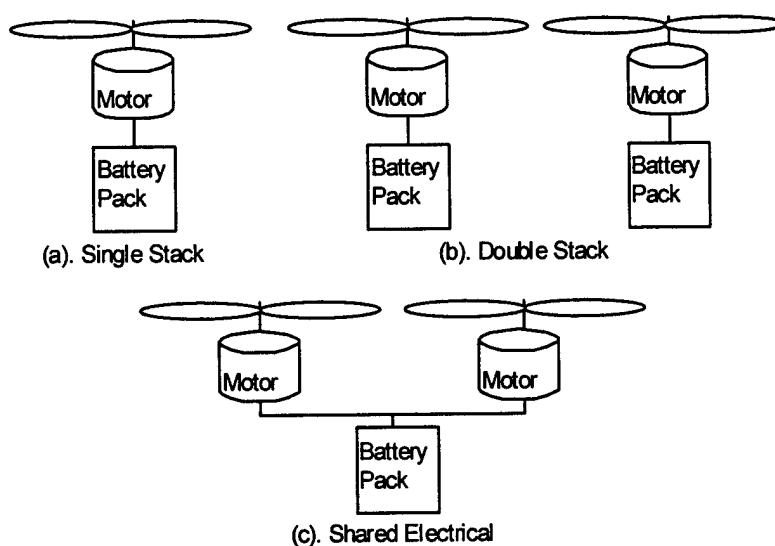 Motor
Battery
Pack
(a). Single Stack
Motor
Battery
Pack
Motor
Battery
Pack
(b). Double Stack
Motor
Motor
Battery
Pack
(c). Shared Electrical